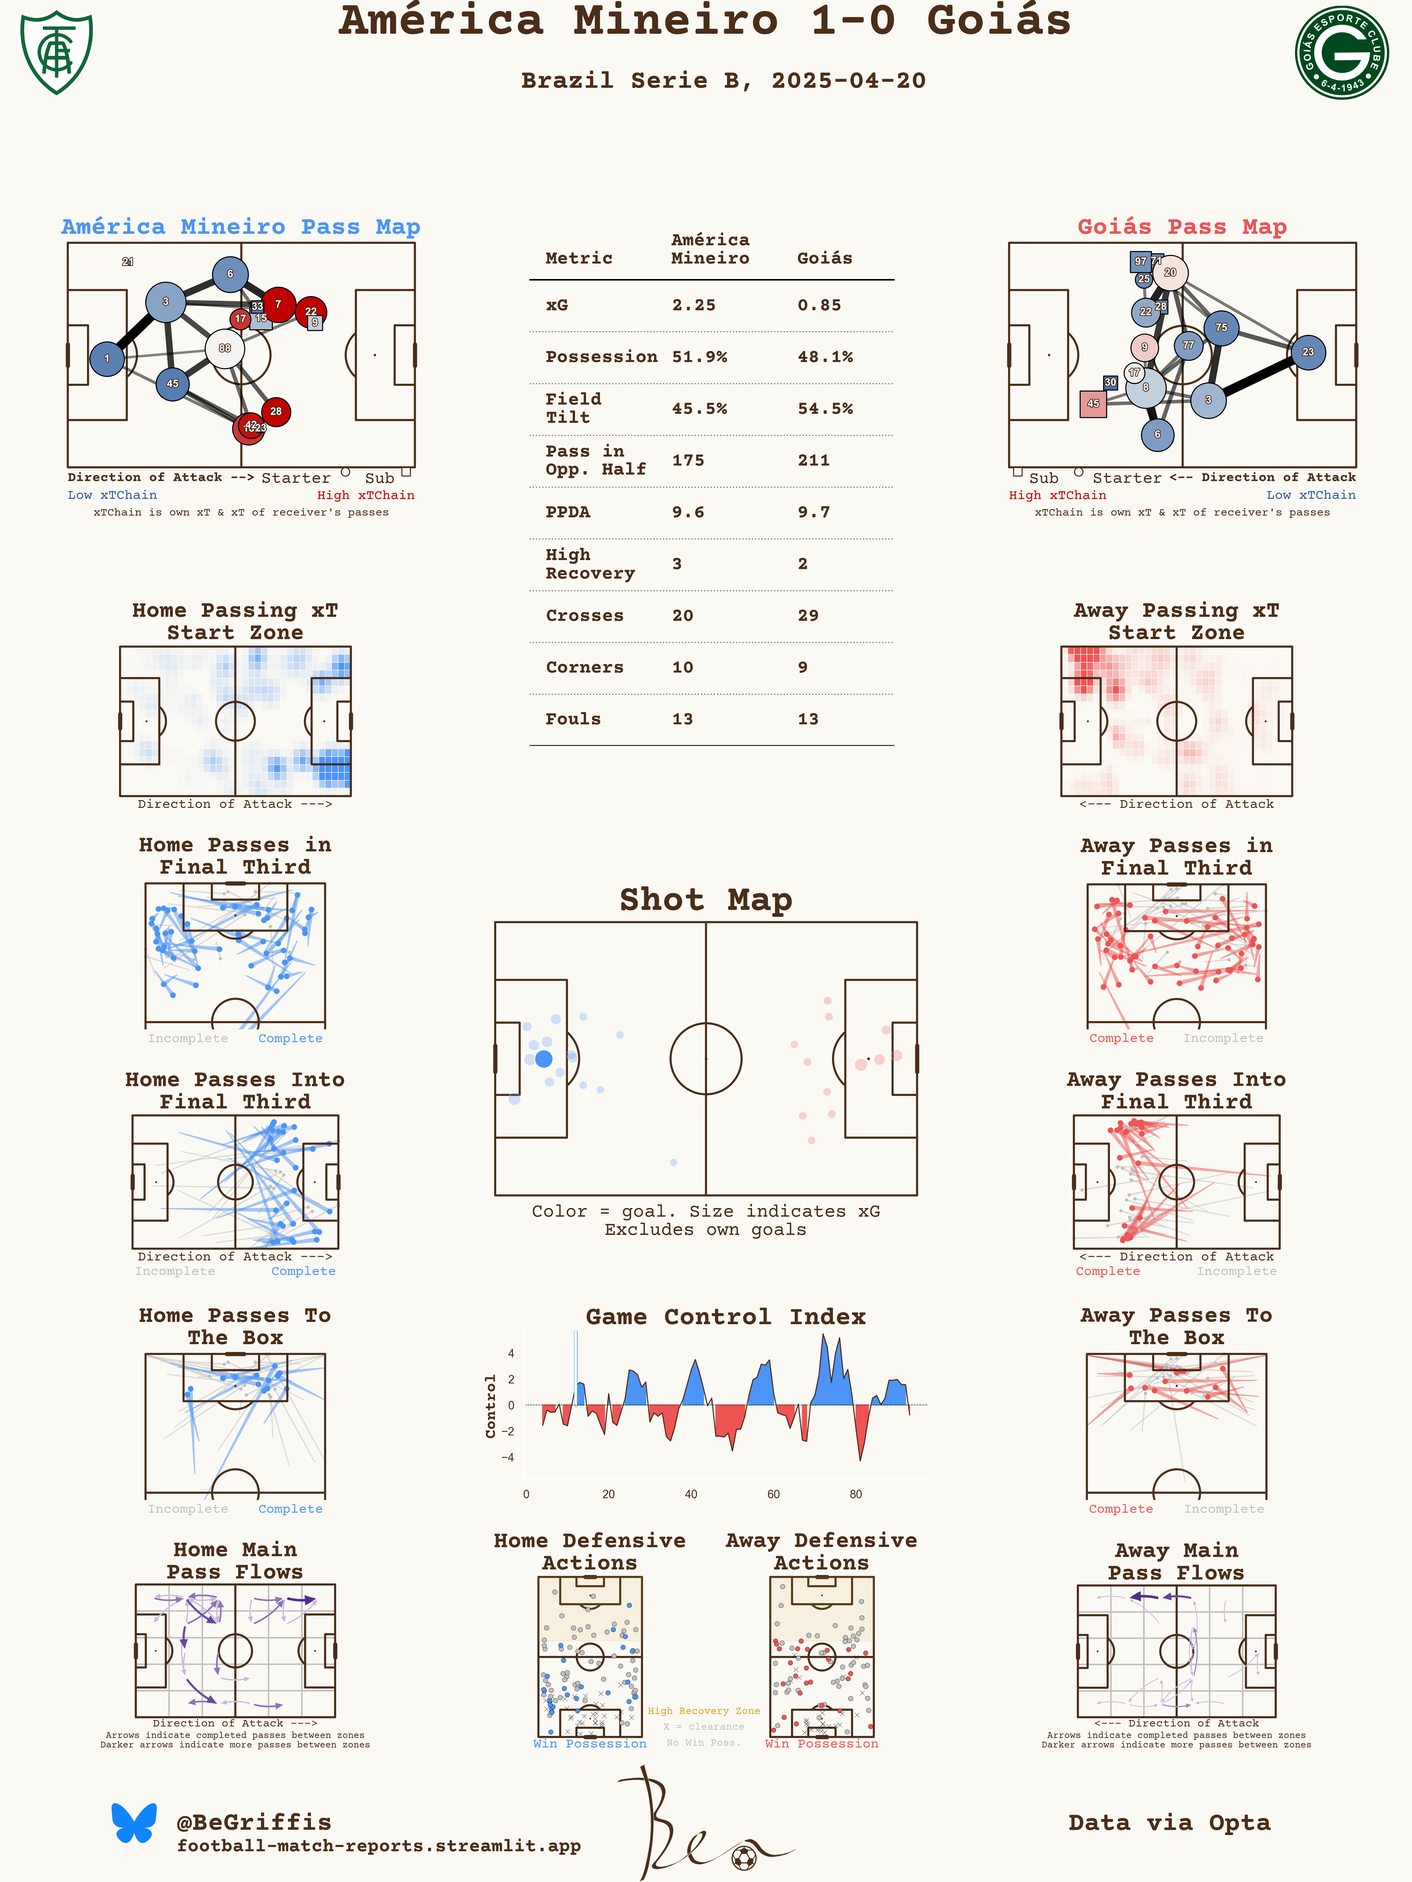 América Mineiro 1-0 Goiás
Brazil Serie B, 2025-04-20
GOIÁS ESPORTE CLUBE
6-4-1943
América Mineiro Pass Map
24
6
3
33
7
22
17
15
9
88
1
45
28
42
23
Direction of Attack --> Starter Sub
Low xTChain High xTChain
xTChain is own xT & xT of receiver's passes
Metric América Mineiro Goiás
xG 2.25 0.85
Possession 51.9% 48.1%
Field Tilt 45.5% 54.5%
Pass in Opp. Half 175 211
PPDA 9.6 9.7
High Recovery 3 2
Crosses 20 29
Corners 10 9
Fouls 13 13
Goiás Pass Map
97
71
20
25
28
22
75
77
9
23
17
30
8
45
3
6
Sub Starter <-- Direction of Attack
High xTChain Low xTChain
xTChain is own xT & xT of receiver's passes
Home Passing xT
Start Zone
Direction of Attack --->
Away Passing xT
Start Zone
<--- Direction of Attack
Home Passes in
Final Third
Incomplete Complete
Away Passes in
Final Third
Complete Incomplete
Shot Map
Color = goal. Size indicates xG
Excludes own goals
Home Passes Into
Final Third
Direction of Attack --->
Incomplete Complete
Away Passes Into
Final Third
<--- Direction of Attack
Complete Incomplete
Home Passes To
The Box
Incomplete Complete
Game Control Index
Control
4
2
0
−2
−4
0 20 40 60 80
Away Passes To
The Box
Complete Incomplete
Home Main
Pass Flows
Direction of Attack --->
Arrows indicate completed passes between zones
Darker arrows indicate more passes between zones
Home Defensive
Actions
Win Possession
Away Defensive
Actions
Win Possession
High Recovery Zone
X = clearance
No Win Poss.
Away Main
Pass Flows
<--- Direction of Attack
Arrows indicate completed passes between zones
Darker arrows indicate more passes between zones
@BeGriffis
football-match-reports.streamlit.app
Ben
Data via Opta